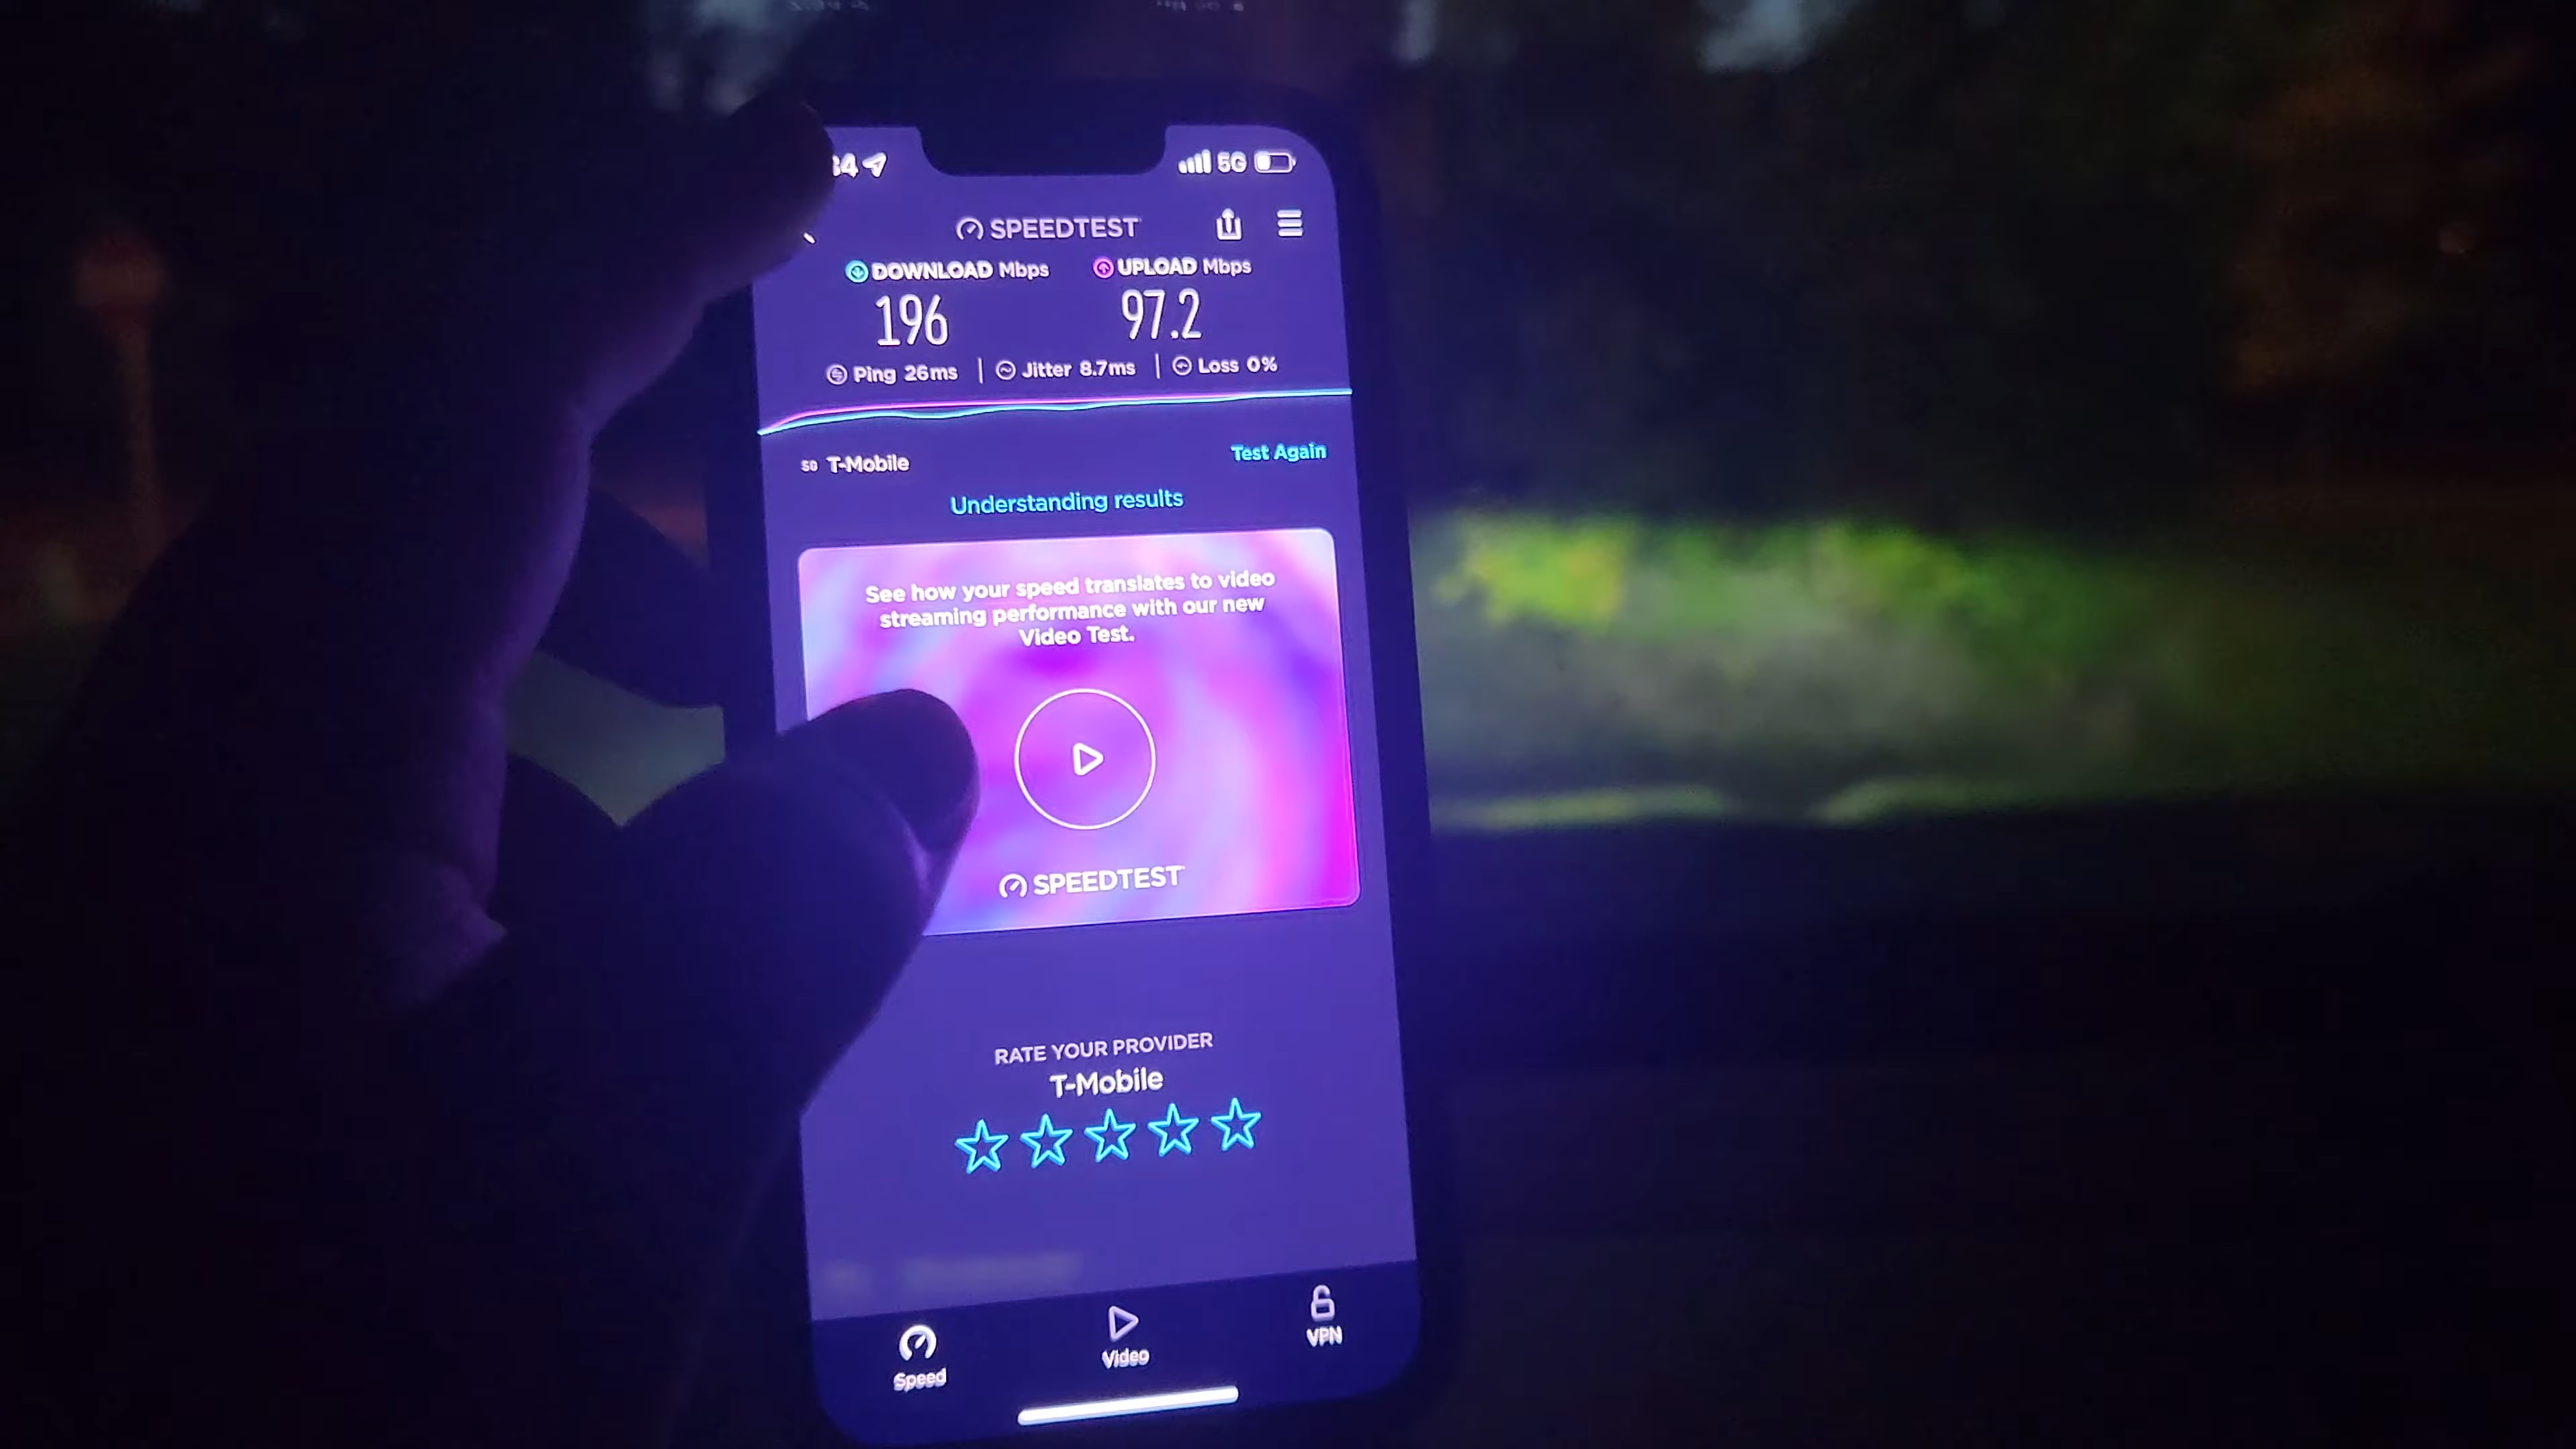 34
5G
SPEEDTEST
DOWNLOAD Mbps
UPLOAD Mbps
196
97.2
Ping 26ms
Jitter 8.7ms
Loss 0%
5G T-Mobile
Test Again
Understanding results
See how your speed translates to video
streaming performance with our new
Video Test.
SPEEDTEST
RATE YOUR PROVIDER
T-Mobile
Speed
Video
VPN